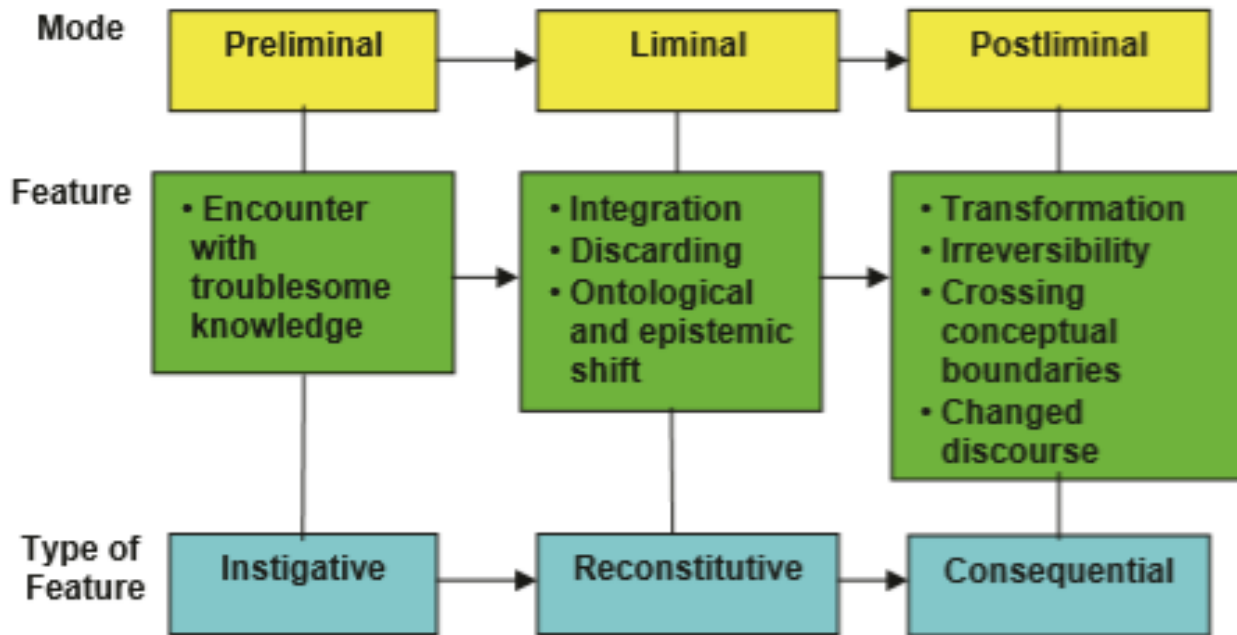 Mode
Preliminal
Liminal
Postliminal
Feature
• Encounter
with
troublesome
knowledge
• Integration
• Discarding
• Ontological
and epistemic
shift
• Transformation
• Irreversibility
• Crossing
conceptual
boundaries
• Changed
discourse
Type of
Feature
Instigative
Reconstitutive
Consequential